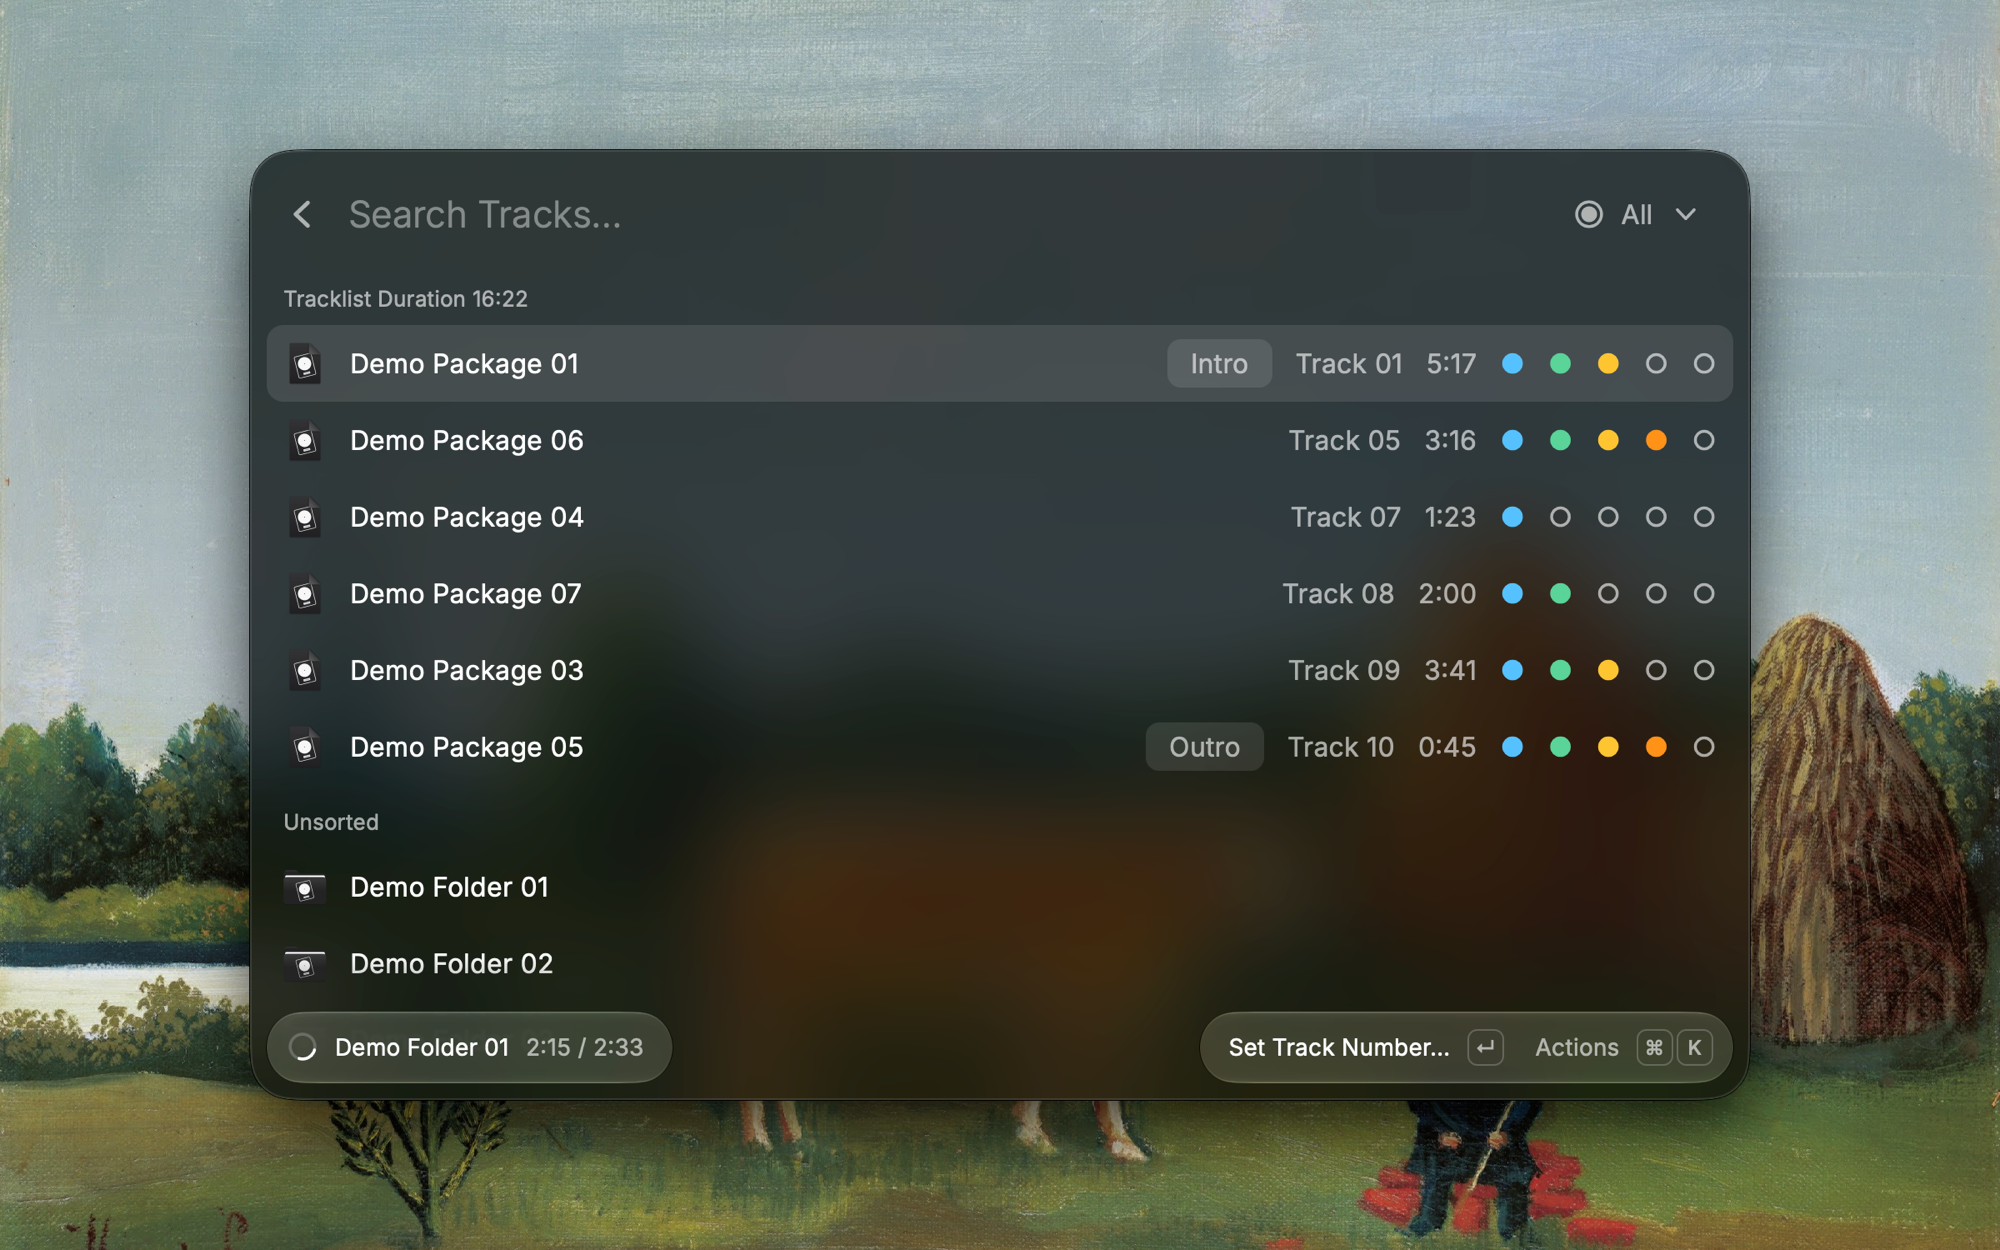 Search Tracks...
All
Tracklist Duration 16:22
Demo Package 01 Intro Track 01 5:17
Demo Package 06 Track 05 3:16
Demo Package 04 Track 07 1:23
Demo Package 07 Track 08 2:00
Demo Package 03 Track 09 3:41
Demo Package 05 Outro Track 10 0:45
Unsorted
Demo Folder 01
Demo Folder 02
Demo Folder 01 2:15 / 2:33
Set Track Number... ↵ Actions ⌘ K